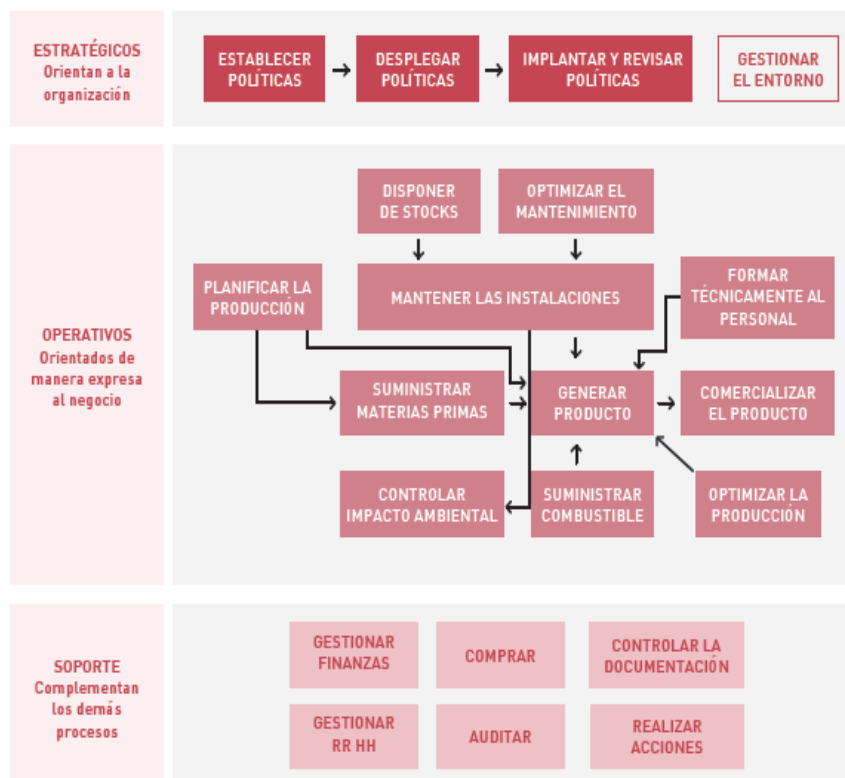 ESTRATÉGICOS
Orientan a la
organización
ESTABLECER
POLÍTICAS
DESPLEGAR
POLÍTICAS
IMPLANTAR Y REVISAR
POLÍTICAS
GESTIONAR
EL ENTORNO
OPERATIVOS
Orientados de
manera expresa
al negocio
DISPONER
DE STOCKS
OPTIMIZAR EL
MANTENIMIENTO
PLANIFICAR LA
PRODUCCIÓN
MANTENER LAS INSTALACIONES
FORMAR
TÉCNICAMENTE AL
PERSONAL
SUMINISTRAR
MATERIAS PRIMAS
GENERAR
PRODUCTO
COMERCIALIZAR
EL PRODUCTO
CONTROLAR
IMPACTO AMBIENTAL
SUMINISTRAR
COMBUSTIBLE
OPTIMIZAR LA
PRODUCCIÓN
SOPORTE
Complementan
los demás
procesos
GESTIONAR
FINANZAS
COMPRAR
CONTROLAR LA
DOCUMENTACIÓN
GESTIONAR
RR HH
AUDITAR
REALIZAR
ACCIONES